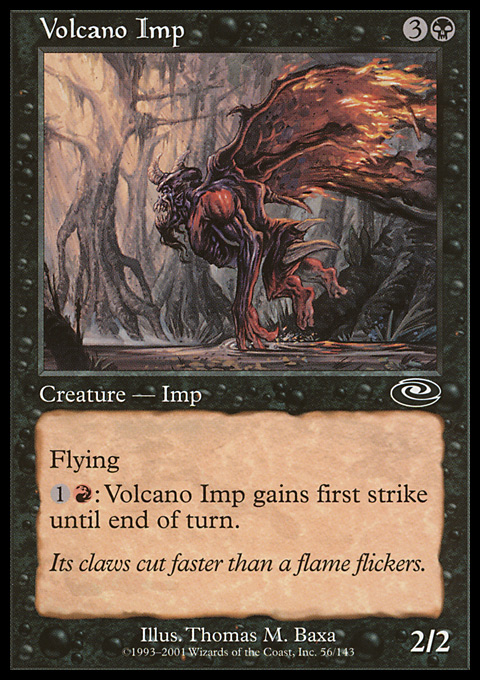 Volcano Imp 3
Creature — Imp
Flying
1 : Volcano Imp gains first strike
until end of turn.
Its claws cut faster than a flame flickers.
Illus. Thomas M. Baxa
2/2
©1993–2001 Wizards of the Coast, Inc. 56/143